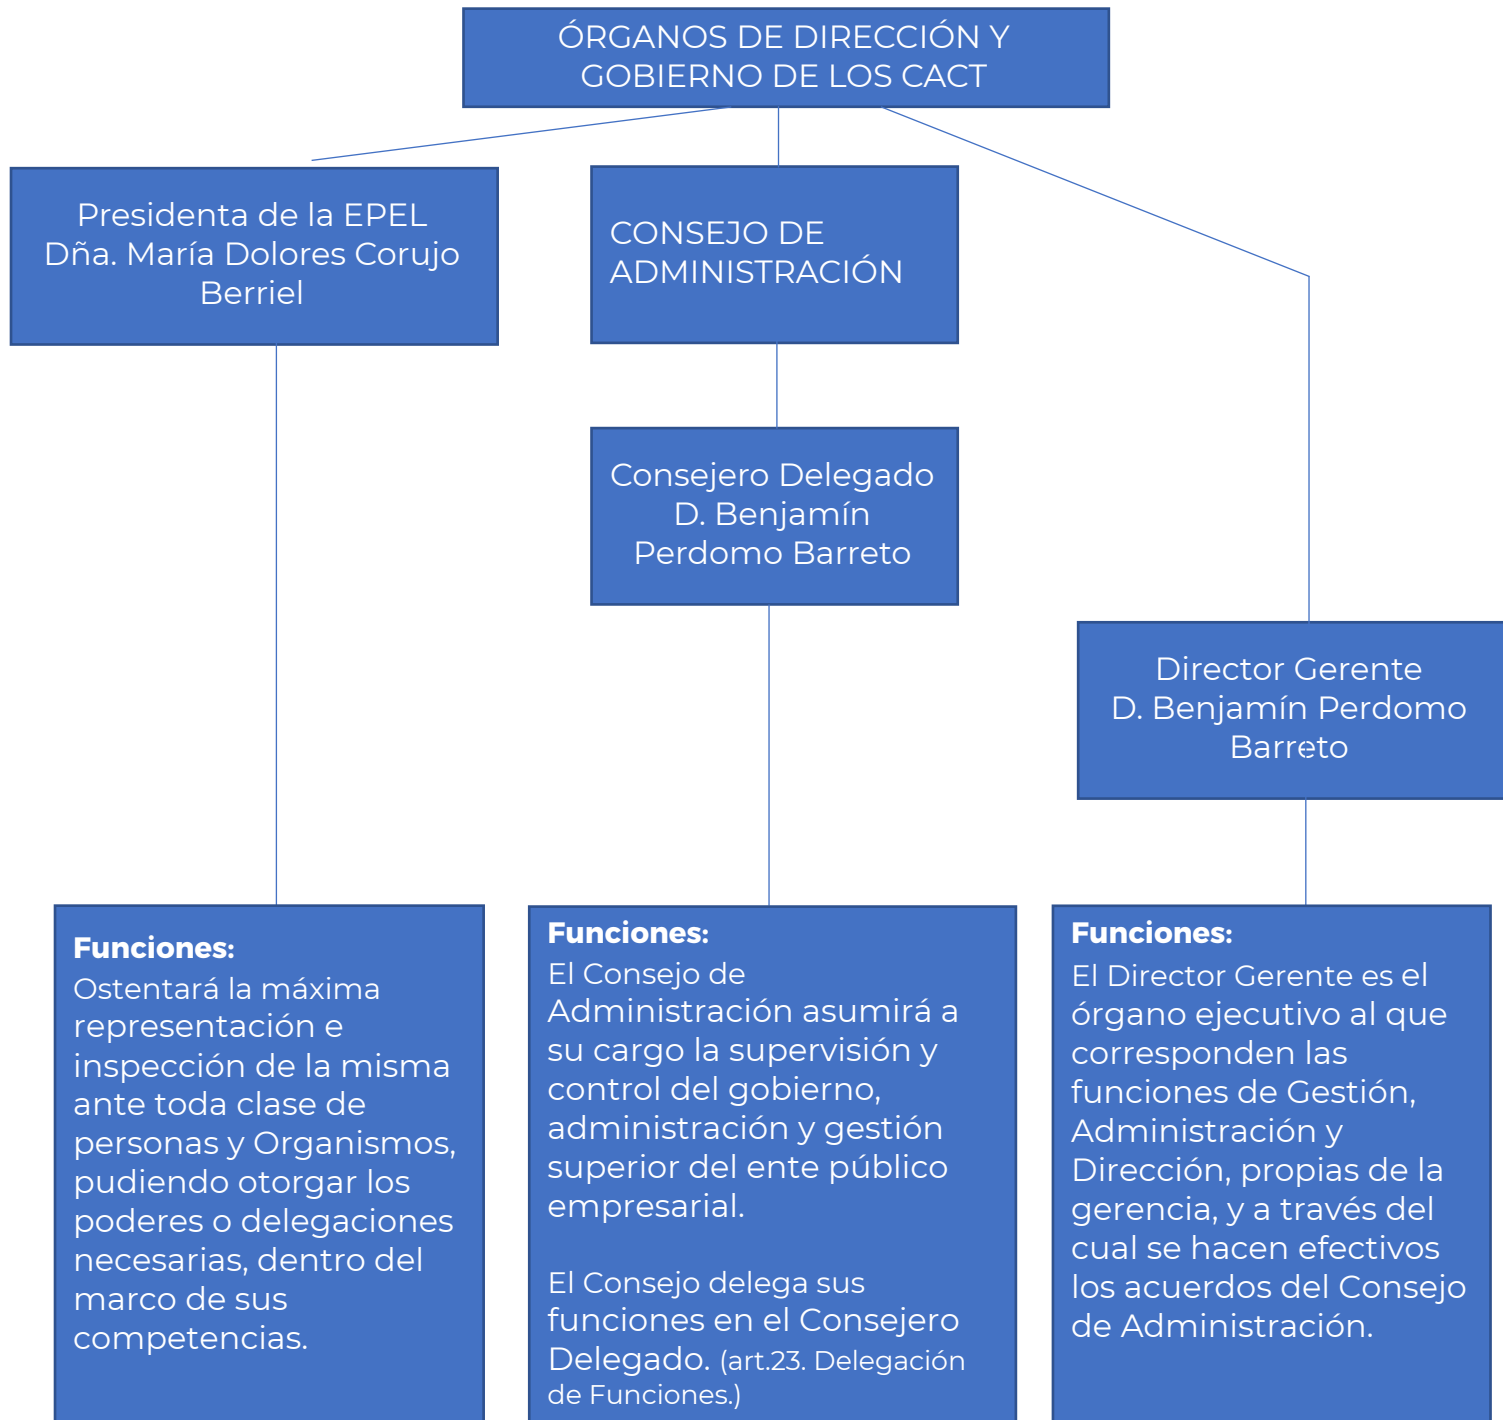 ÓRGANOS DE DIRECCIÓN Y
GOBIERNO DE LOS CACT
Presidenta de la EPEL
Dña. María Dolores Corujo
Berriel
CONSEJO DE
ADMINISTRACIÓN
Consejero Delegado
D. Benjamín
Perdomo Barreto
Director Gerente
D. Benjamín Perdomo
Barreto
Funciones:
Ostentará la máxima
representación e
inspección de la misma
ante toda clase de
personas y Organismos,
pudiendo otorgar los
poderes o delegaciones
necesarias, dentro del
marco de sus
competencias.
Funciones:
El Consejo de
Administración asumirá a
su cargo la supervisión y
control del gobierno,
administración y gestión
superior del ente público
empresarial.
El Consejo delega sus
funciones en el Consejero
Delegado. (art.23. Delegación
de Funciones.)
Funciones:
El Director Gerente es el
órgano ejecutivo al que
corresponden las
funciones de Gestión,
Administración y
Dirección, propias de la
gerencia, y a través del
cual se hacen efectivos
los acuerdos del Consejo
de Administración.